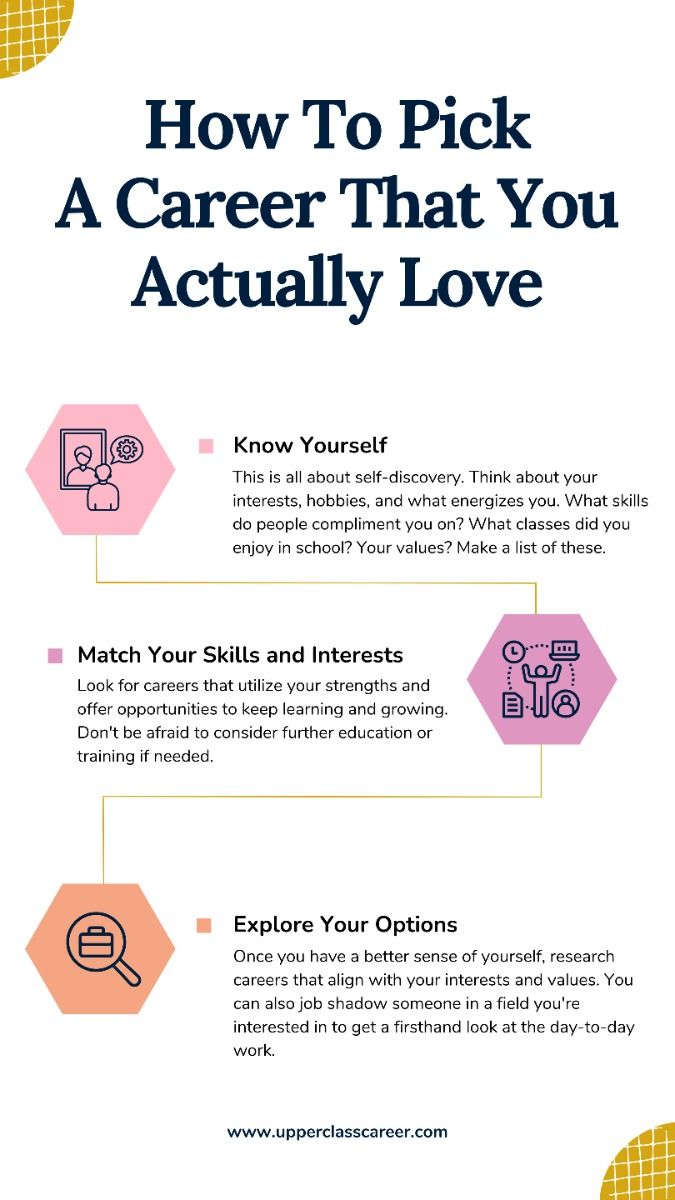 How To Pick
A Career That You
Actually Love
Know Yourself
This is all about self-discovery. Think about your
interests, hobbies, and what energizes you. What skills
do people compliment you on? What classes did you
enjoy in school? Your values? Make a list of these.
Match Your Skills and Interests
Look for careers that utilize your strengths and
offer opportunities to keep learning and growing.
Don't be afraid to consider further education or
training if needed.
Explore Your Options
Once you have a better sense of yourself, research
careers that align with your interests and values. You
can also job shadow someone in a field you're
interested in to get a firsthand look at the day-to-day
work.
www.upperclasscareer.com